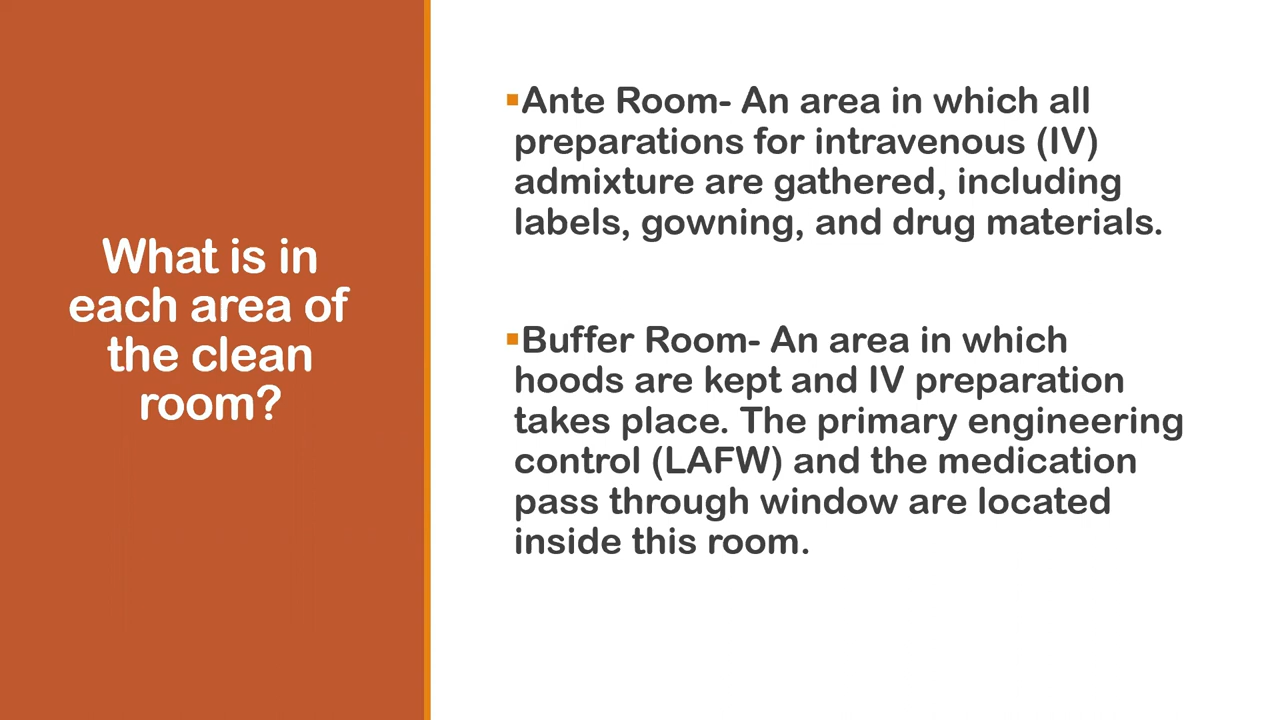 What is in
each area of
the clean
room?
▪Ante Room- An area in which all
preparations for intravenous (IV)
admixture are gathered, including
labels, gowning, and drug materials.
▪Buffer Room- An area in which
hoods are kept and IV preparation
takes place. The primary engineering
control (LAFW) and the medication
pass through window are located
inside this room.